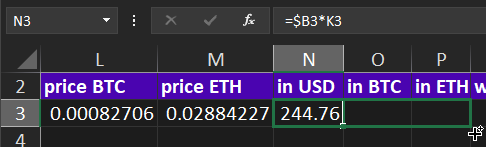 N3 fx =$B3*K3
L M N O P
2 price BTC price ETH in USD in BTC in ETH w
3 0.00082706 0.02884227 244.76
4